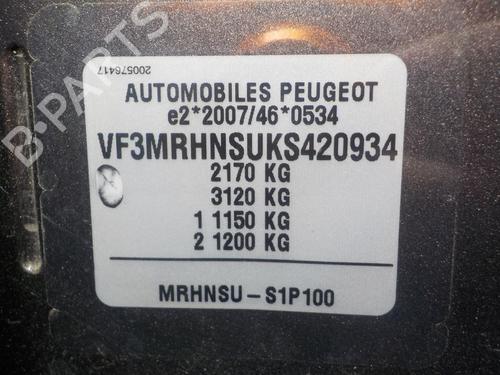 B-PARTS
200576417
AUTOMOBILES PEUGEOT
e2*2007/46*0534
VF3MRHNSUKS420934
2170 KG
3120 KG
1 1150 KG
2 1200 KG
MRHNSU-S1P100